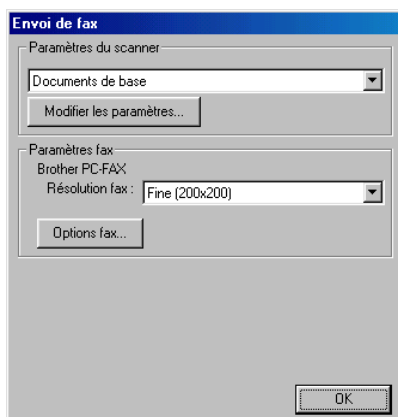 Envoi de fax
Paramètres du scanner
Documents de base
Modifier les paramètres...
Paramètres fax
Brother PC-FAX
Résolution fax : Fine (200x200)
Options fax...
OK